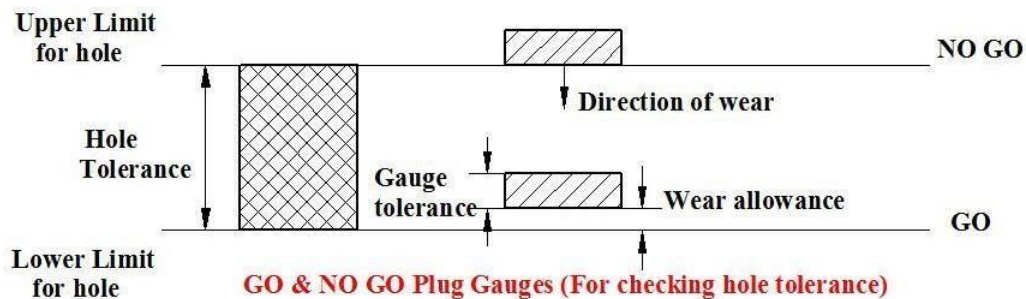 Upper Limit
for hole
NO GO
Direction of wear
Hole
Tolerance
Gauge
tolerance
Wear allowance
GO
Lower Limit
for hole
GO & NO GO Plug Gauges (For checking hole tolerance)